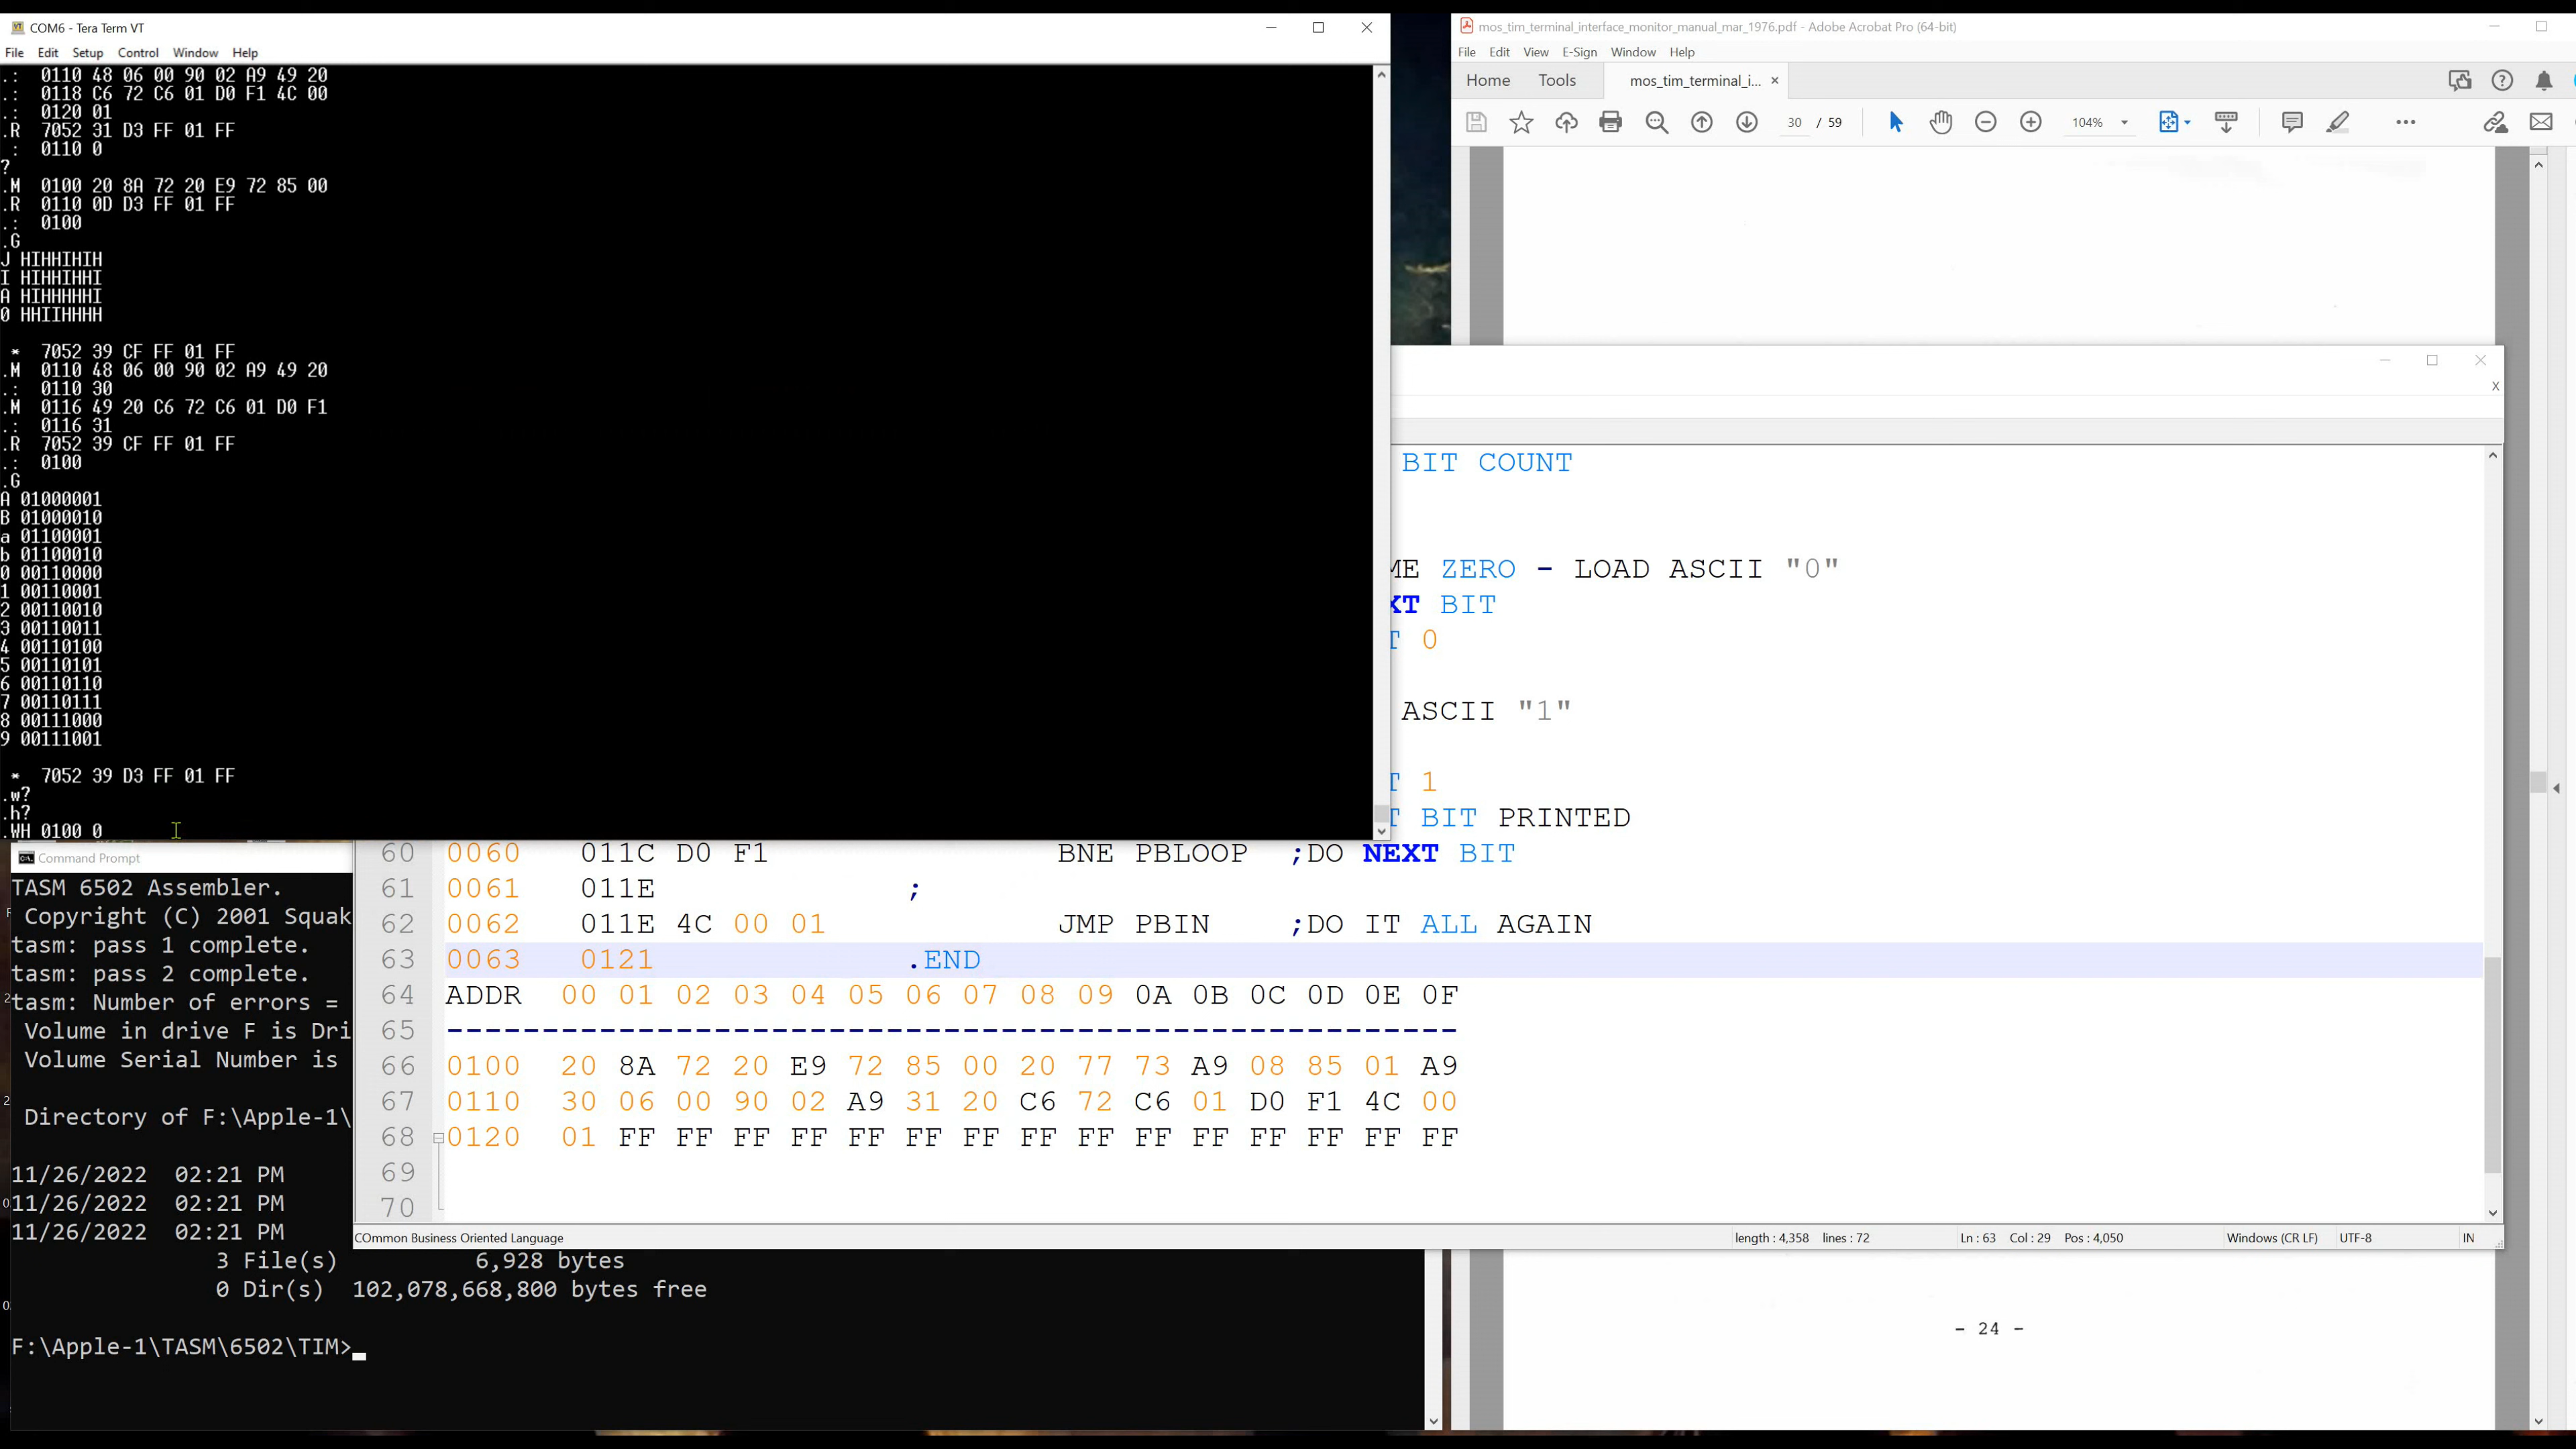 COM6 - Tera Term VT
File Edit Setup Control Window Help
.: 0110 48 06 00 90 02 A9 49 20
.: 0118 C6 72 C6 01 D0 F1 4C 00
.: 0120 01
.R 7052 31 D3 FF 01 FF
.: 0110 0
?
.M 0100 20 8A 72 20 E9 72 85 00
.R 0110 0D D3 FF 01 FF
.: 0100
.G
J HIHHIHIH
I HIHHIHHI
A HIHHHHHI
0 HHIIHHHH
* 7052 39 CF FF 01 FF
.M 0110 48 06 00 90 02 A9 49 20
.: 0110 30
.M 0116 49 20 C6 72 C6 01 D0 F1
.: 0116 31
.R 7052 39 CF FF 01 FF
.: 0100
.G
A 01000001
B 01000010
a 01100001
b 01100010
0 00110000
1 00110001
2 00110010
3 00110011
4 00110100
5 00110101
6 00110110
7 00110111
8 00111000
9 00111001
* 7052 39 D3 FF 01 FF
.w?
.h?
.WH 0100 0
mos_tim_terminal_interface_monitor_manual_mar_1976.pdf - Adobe Acrobat Pro (64-bit)
File Edit View E-Sign Window Help
Home Tools mos_tim_terminal_i... ×
30 / 59 104%
BIT COUNT
ME ZERO - LOAD ASCII "0"
XT BIT
T 0
ASCII "1"
T 1
T BIT PRINTED
60 0060 011C D0 F1 BNE PBLOOP ;DO NEXT BIT
61 0061 011E ;
62 0062 011E 4C 00 01 JMP PBIN ;DO IT ALL AGAIN
63 0063 0121 .END
64 ADDR 00 01 02 03 04 05 06 07 08 09 0A 0B 0C 0D 0E 0F
65 -----------------------------------------------------
66 0100 20 8A 72 20 E9 72 85 00 20 77 73 A9 08 85 01 A9
67 0110 30 06 00 90 02 A9 31 20 C6 72 C6 01 D0 F1 4C 00
68 0120 01 FF FF FF FF FF FF FF FF FF FF FF FF FF FF FF
69
70
COmmon Business Oriented Language length : 4,358 lines : 72 Ln : 63 Col : 29 Pos : 4,050 Windows (CR LF) UTF-8 IN
Command Prompt
TASM 6502 Assembler.
Copyright (C) 2001 Squak
tasm: pass 1 complete.
tasm: pass 2 complete.
tasm: Number of errors =
Volume in drive F is Dri
Volume Serial Number is
Directory of F:\Apple-1\
11/26/2022 02:21 PM
11/26/2022 02:21 PM
11/26/2022 02:21 PM
3 File(s) 6,928 bytes
0 Dir(s) 102,078,668,800 bytes free
F:\Apple-1\TASM\6502\TIM>
- 24 -